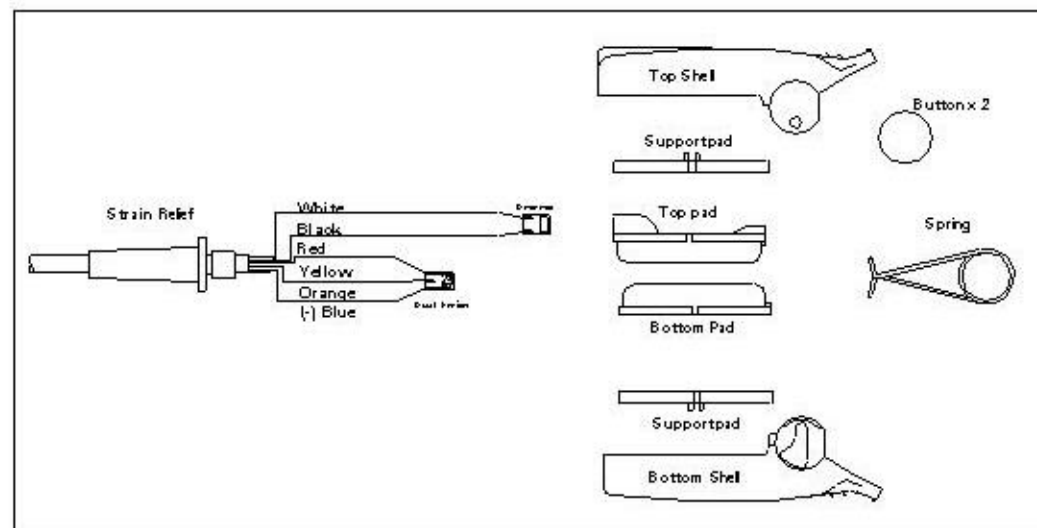 Strain Relief
White
Black
Red
Yellow
Orange
(-) Blue
Top Shell
Button x 2
Supportpad
Top pad
Spring
Bottom Pad
Supportpad
Bottom Shell